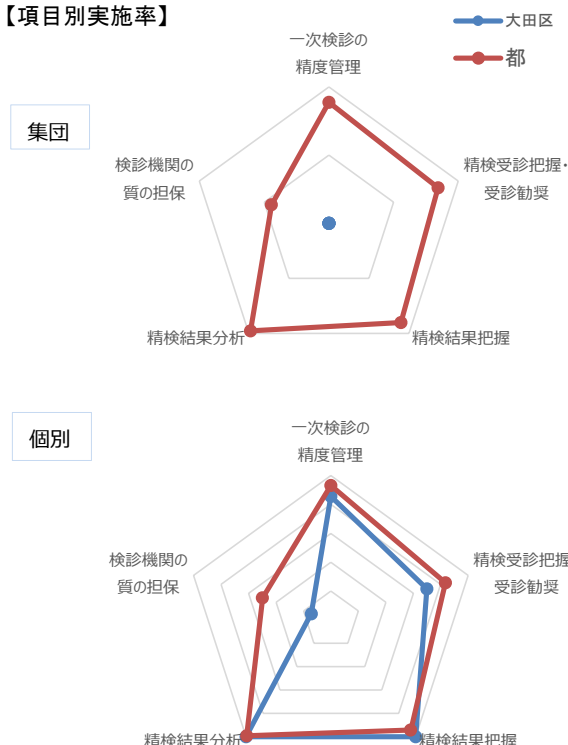 【項目別実施率】
大田区
都
集団
一次検診の
精度管理
精検受診把握・
受診勧奨
精検結果把握
精検結果分析
検診機関の
質の担保
個別
一次検診の
精度管理
精検受診把握
受診勧奨
精検結果把握
精検結果分析
検診機関の
質の担保